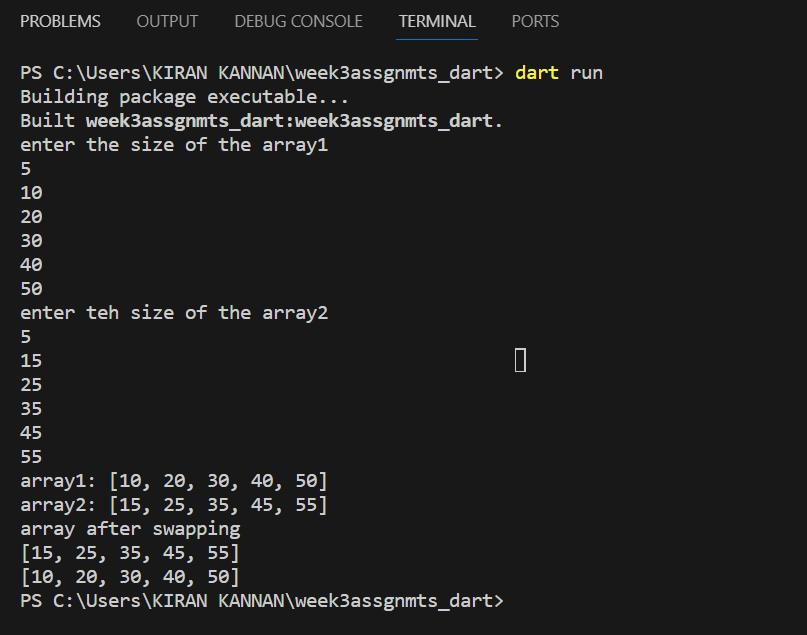 PROBLEMS OUTPUT DEBUG CONSOLE TERMINAL PORTS
PS C:\Users\KIRAN KANNAN\week3assgnmts_dart> dart run
Building package executable...
Built week3assgnmts_dart:week3assgnmts_dart.
enter the size of the array1
5
10
20
30
40
50
enter teh size of the array2
5
15
25
35
45
55
array1: [10, 20, 30, 40, 50]
array2: [15, 25, 35, 45, 55]
array after swapping
[15, 25, 35, 45, 55]
[10, 20, 30, 40, 50]
PS C:\Users\KIRAN KANNAN\week3assgnmts_dart>